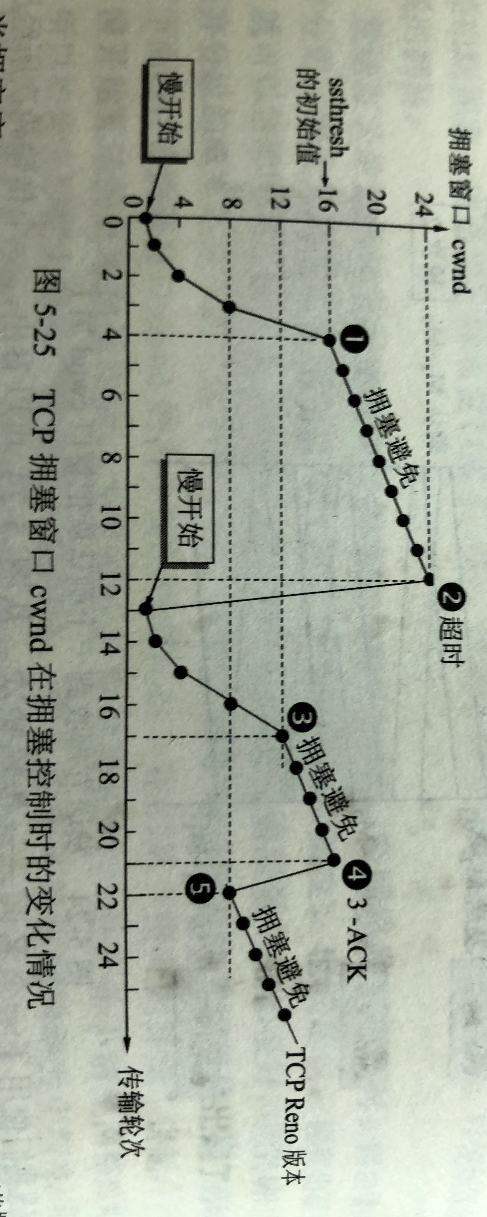 拥塞窗口 cwnd
❷ 超时
24
拥塞避免
20
❶
❹ 3 -ACK
ssthresh
的初始值
16
拥塞避免
❸
拥塞避免
TCP Reno 版本
12
8
❺
慢开始
4
慢开始
0
0 2 4 6 8 10 12 14 16 18 20 22 24
传输轮次
图 5-25 TCP 拥塞窗口 cwnd 在拥塞控制时的变化情况